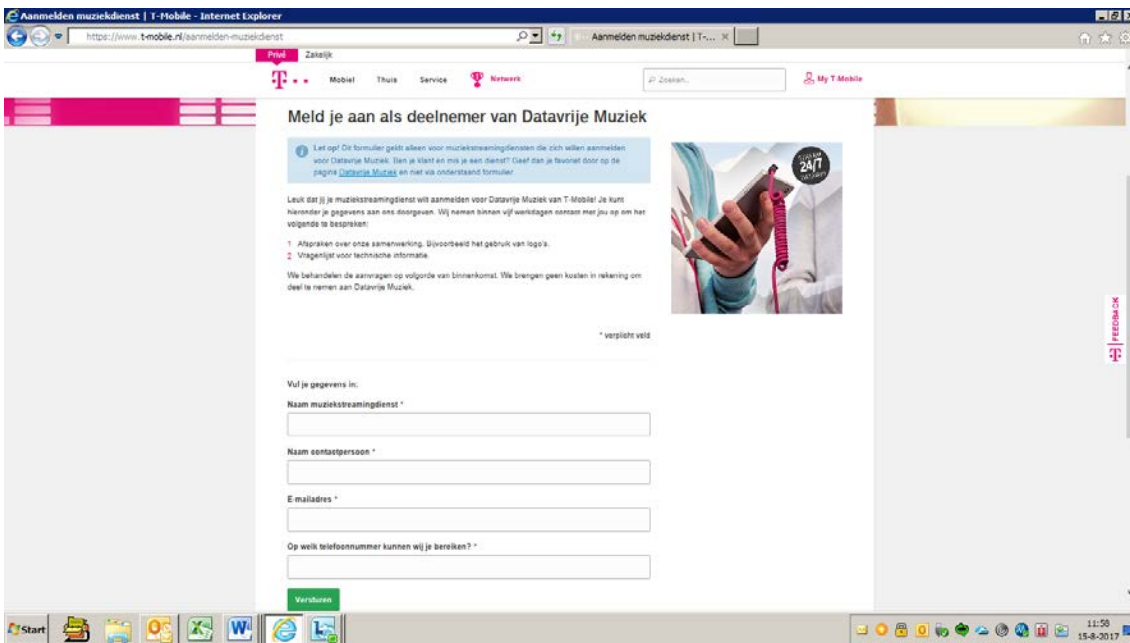 Aanmelden muziekdienst | T-Mobile - Internet Explorer
https://www.t-mobile.nl/aanmelden-muziekdienst
Aanmelden muziekdienst | T-...
Privé Zakelijk
Mobiel Thuis Service Netwerk Zoeken... My T-Mobile
Meld je aan als deelnemer van Datavrije Muziek
Let op! Dit formulier geldt alleen voor muziekstreamingdiensten die zich willen aanmelden
voor Datavrije Muziek. Ben je klant en mis je een dienst? Geef dan je favoriet door op de
pagina Datavrije Muziek en niet via onderstaand formulier.
24/7
Leuk dat jij je muziekstreamingdienst wilt aanmelden voor Datavrije Muziek van T-Mobile! Je kunt
hieronder je gegevens aan ons doorgeven. Wij nemen binnen vijf werkdagen contact met jou op om het
volgende te bespreken:
1 Afspraken over onze samenwerking. Bijvoorbeeld het gebruik van logo's.
2 Vragenlijst voor technische informatie.
We behandelen de aanvragen op volgorde van binnenkomst. We brengen geen kosten in rekening om
deel te nemen aan Datavrije Muziek.
FEEDBACK
* verplicht veld
Vul je gegevens in:
Naam muziekstreamingdienst *
Naam contactpersoon *
E-mailadres *
Op welk telefoonnummer kunnen wij je bereiken? *
Versturen
Start
11:58
15-8-2017